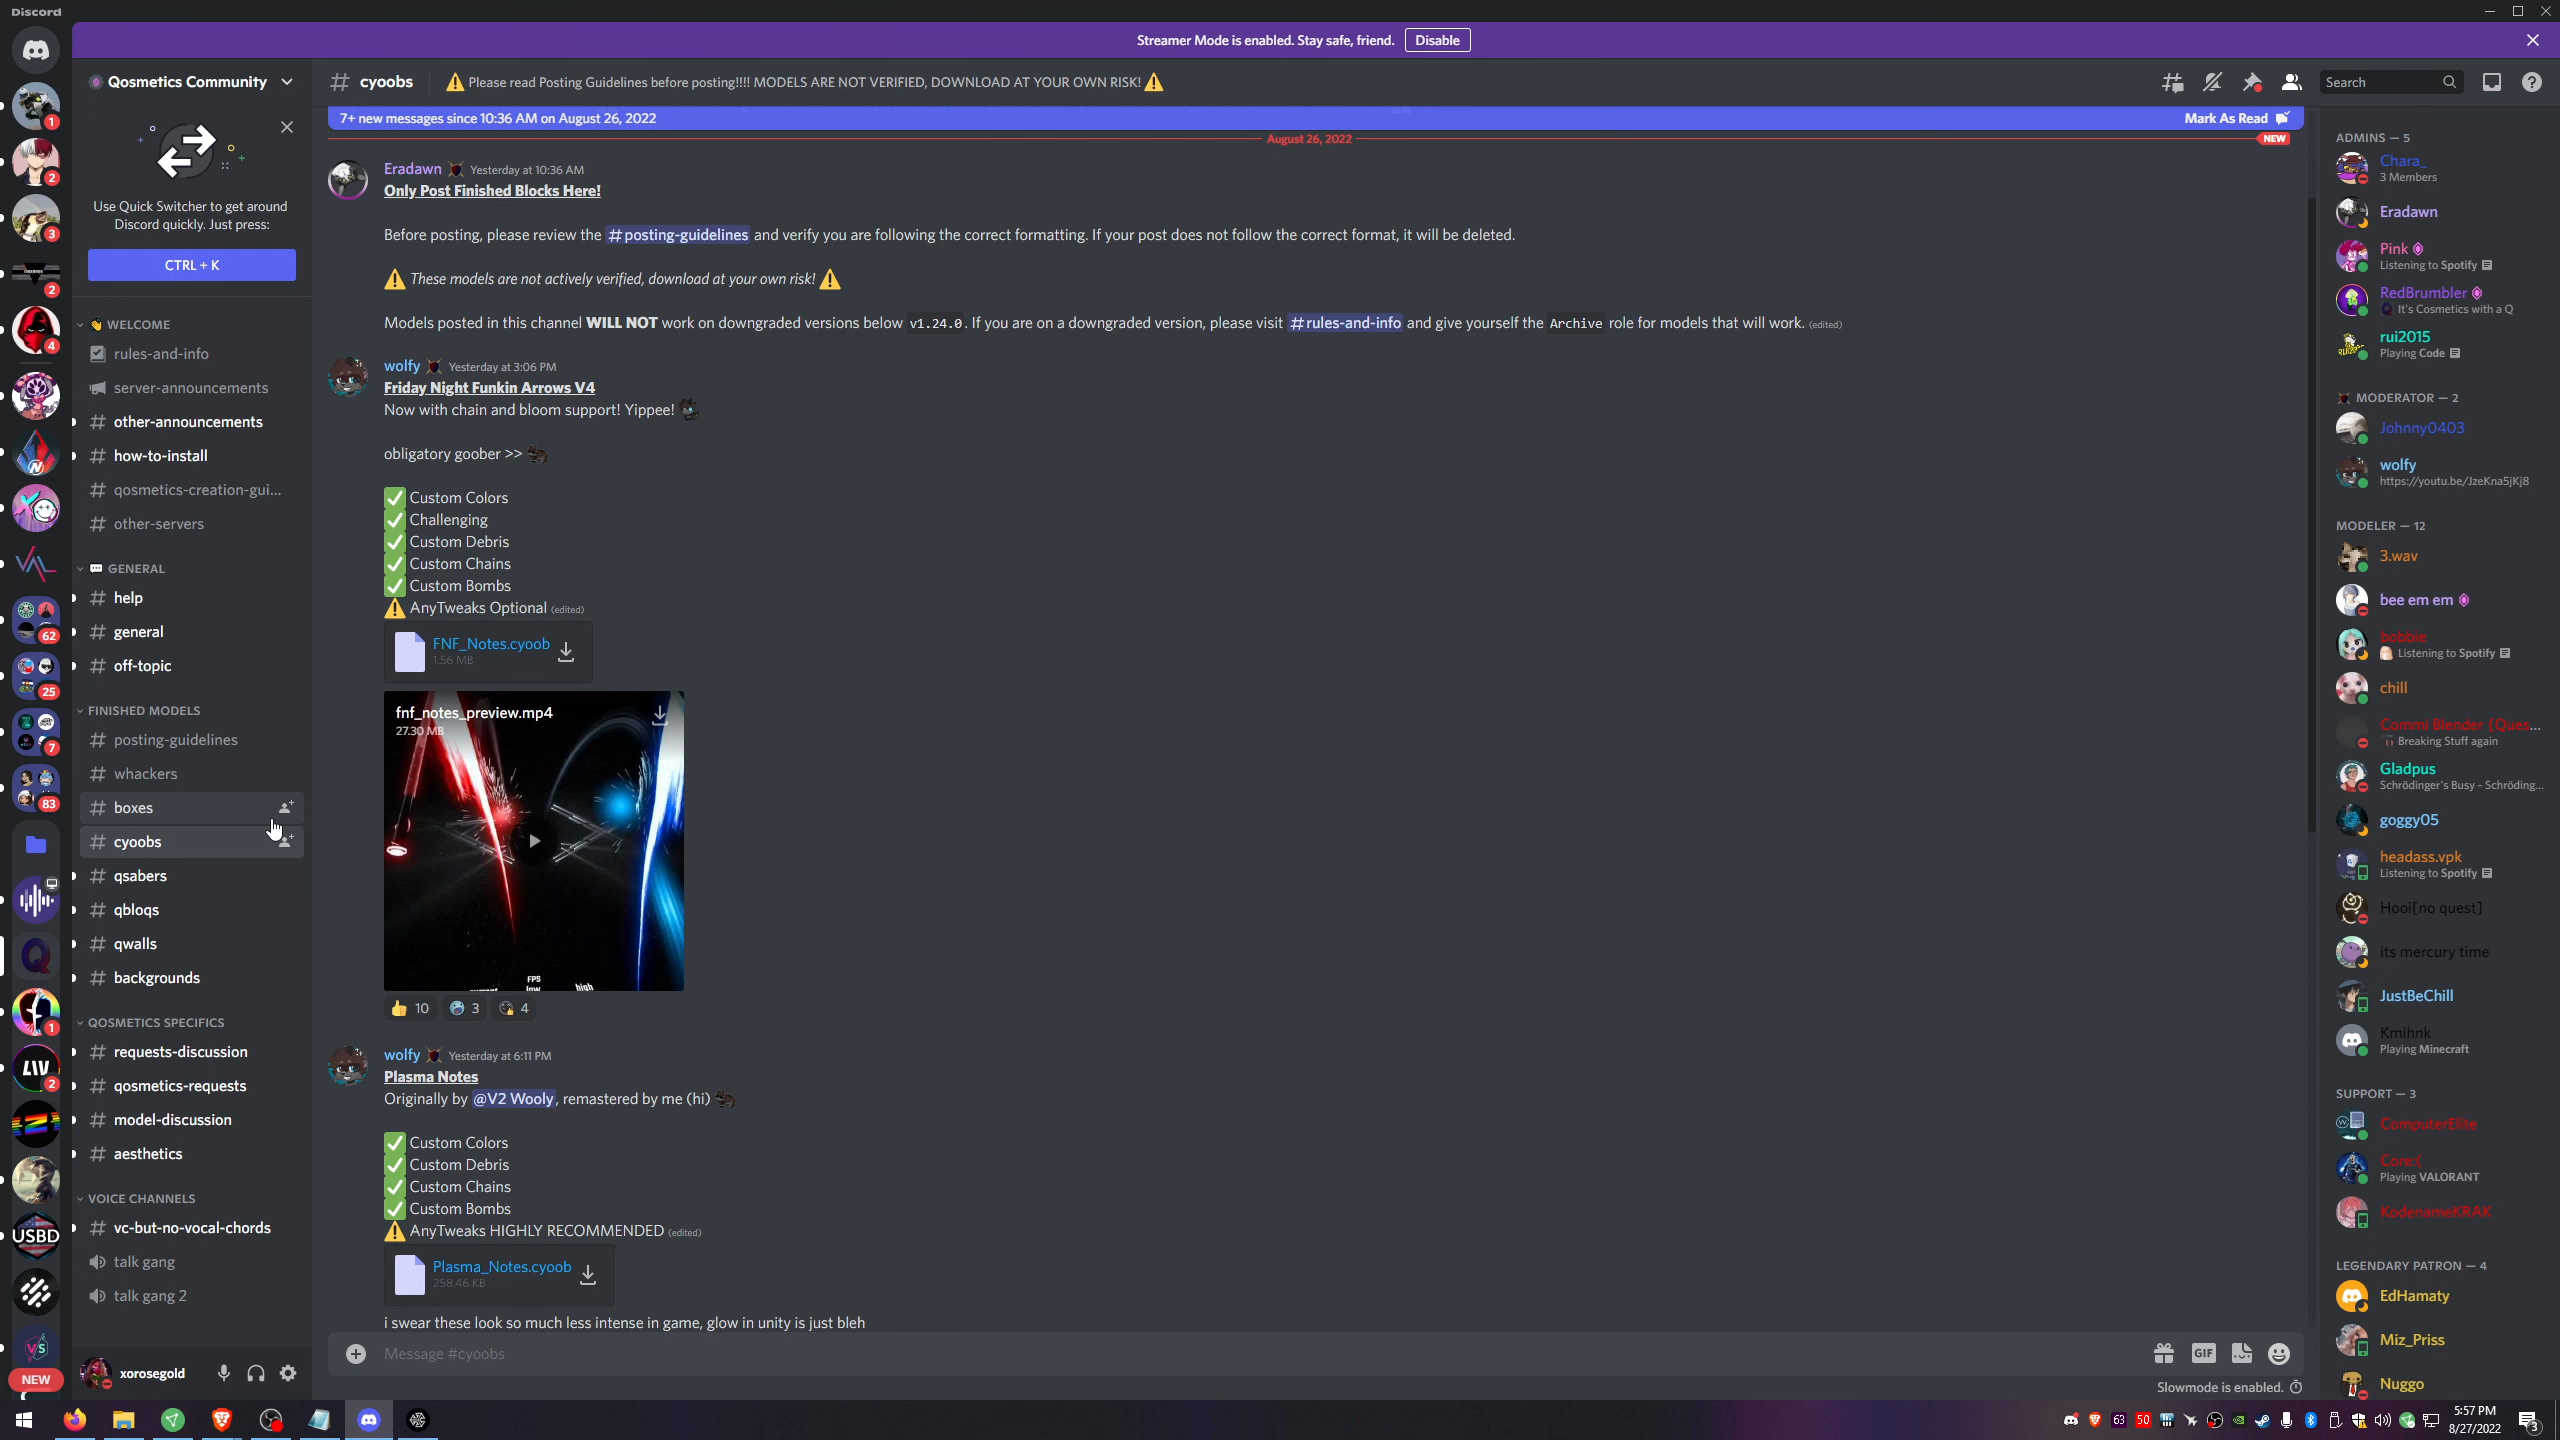 Discord
Streamer Mode is enabled. Stay safe, friend.
Disable
Qosmetics Community
cyoobs
Please read Posting Guidelines before posting!!!! MODELS ARE NOT VERIFIED, DOWNLOAD AT YOUR OWN RISK!
Search
Use Quick Switcher to get around
Discord quickly. Just press:
CTRL + K
WELCOME
rules-and-info
server-announcements
other-announcements
how-to-install
qosmetics-creation-gui...
other-servers
GENERAL
help
general
off-topic
FINISHED MODELS
posting-guidelines
whackers
boxes
cyoobs
qsabers
qbloqs
qwalls
backgrounds
QOSMETICS SPECIFICS
requests-discussion
qosmetics-requests
model-discussion
aesthetics
VOICE CHANNELS
vc-but-no-vocal-chords
talk gang
talk gang 2
xorosegold
1
2
3
2
4
62
25
7
83
1
LIV
2
USBD
VS
NEW
7+ new messages since 10:36 AM on August 26, 2022
Mark As Read
August 26, 2022
NEW
Eradawn Yesterday at 10:36 AM
Only Post Finished Blocks Here!
Before posting, please review the #posting-guidelines and verify you are following the correct formatting. If your post does not follow the correct format, it will be deleted.
These models are not actively verified, download at your own risk!
Models posted in this channel WILL NOT work on downgraded versions below v1.24.0. If you are on a downgraded version, please visit #rules-and-info and give yourself the Archive role for models that will work. (edited)
wolfy Yesterday at 3:06 PM
Friday Night Funkin Arrows V4
Now with chain and bloom support! Yippee!
obligatory goober >>
Custom Colors
Challenging
Custom Debris
Custom Chains
Custom Bombs
AnyTweaks Optional (edited)
FNF_Notes.cyoob
1.56 MB
fnf_notes_preview.mp4
27.30 MB
FPS
low
high
10
3
4
wolfy Yesterday at 6:11 PM
Plasma Notes
Originally by @V2 Wooly, remastered by me (hi)
Custom Colors
Custom Debris
Custom Chains
Custom Bombs
AnyTweaks HIGHLY RECOMMENDED (edited)
Plasma_Notes.cyoob
258.46 KB
i swear these look so much less intense in game, glow in unity is just bleh
Message #cyoobs
GIF
Slowmode is enabled.
ADMINS — 5
Chara_
3 Members
Eradawn
Pink
Listening to Spotify
RedBrumbler
It's Cosmetics with a Q
rui2015
Playing Code
MODERATOR — 2
Johnny0403
wolfy
https://youtu.be/JzeKna5jKj8
MODELER — 12
3.wav
bee em em
bobbie
Listening to Spotify
chill
Commi Blender {Ques...
Breaking Stuff again
Gladpus
Schrödinger's Busy - Schröding...
goggy05
headass.vpk
Listening to Spotify
Hooi[no quest]
its mercury time
JustBeChill
Kmihnk
Playing Minecraft
SUPPORT — 3
ComputerElite
Core:(
Playing VALORANT
KodenameKRAK
LEGENDARY PATRON — 4
EdHamaty
Miz_Priss
Nuggo
63
50
5:57 PM
8/27/2022
3